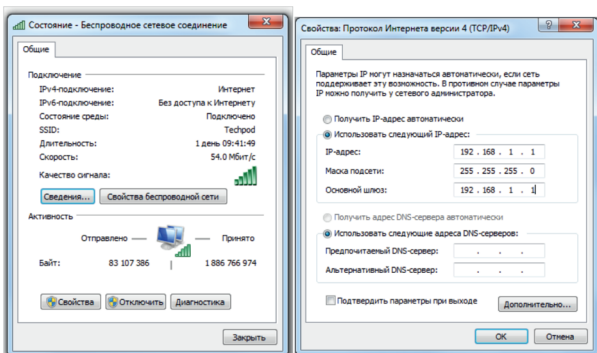 Состояние - Беспроводное сетевое соединение
Общие
Подключение
IPv4-подключение: Интернет
IPv6-подключение: Без доступа к Интернету
Состояние среды: Подключено
SSID: Techpod
Длительность: 1 день 09:41:49
Скорость: 54.0 Мбит/с
Качество сигнала:
Сведения... Свойства беспроводной сети
Активность
Отправлено — — Принято
Байт: 83 107 386 | 1 886 766 974
Свойства Отключить Диагностика
Закрыть
Свойства: Протокол Интернета версии 4 (TCP/IPv4)
Общие
Параметры IP могут назначаться автоматически, если сеть
поддерживает эту возможность. В противном случае параметры
IP можно получить у сетевого администратора.
Получить IP-адрес автоматически
Использовать следующий IP-адрес:
IP-адрес: 192 . 168 . 1 . 1
Маска подсети: 255 . 255 . 255 . 0
Основной шлюз: 192 . 168 . 1 . 1
Получить адрес DNS-сервера автоматически
Использовать следующие адреса DNS-серверов:
Предпочитаемый DNS-сервер: . . .
Альтернативный DNS-сервер: . . .
Подтвердить параметры при выходе
Дополнительно...
ОК Отмена